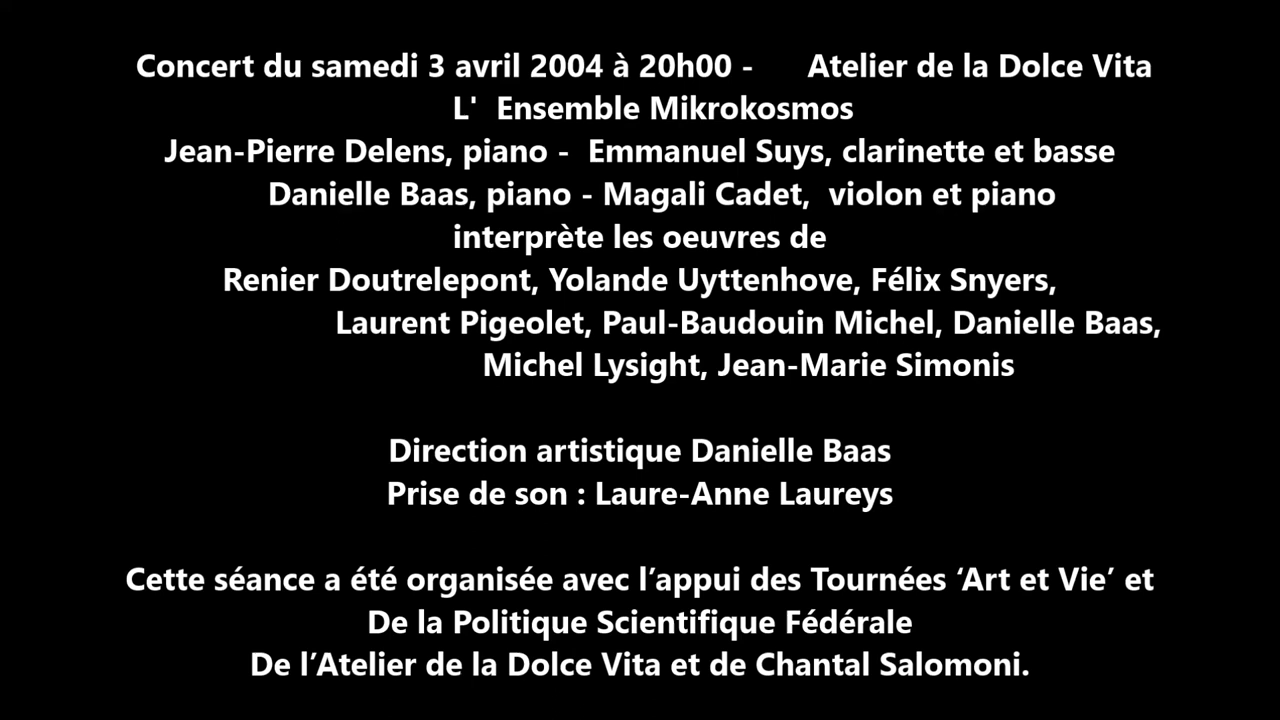 Concert du samedi 3 avril 2004 à 20h00 - Atelier de la Dolce Vita
L' Ensemble Mikrokosmos
Jean-Pierre Delens, piano - Emmanuel Suys, clarinette et basse
Danielle Baas, piano - Magali Cadet, violon et piano
interprète les oeuvres de
Renier Doutrelepont, Yolande Uyttenhove, Félix Snyers,
Laurent Pigeolet, Paul-Baudouin Michel, Danielle Baas,
Michel Lysight, Jean-Marie Simonis
Direction artistique Danielle Baas
Prise de son : Laure-Anne Laureys
Cette séance a été organisée avec l’appui des Tournées ‘Art et Vie’ et
De la Politique Scientifique Fédérale
De l’Atelier de la Dolce Vita et de Chantal Salomoni.